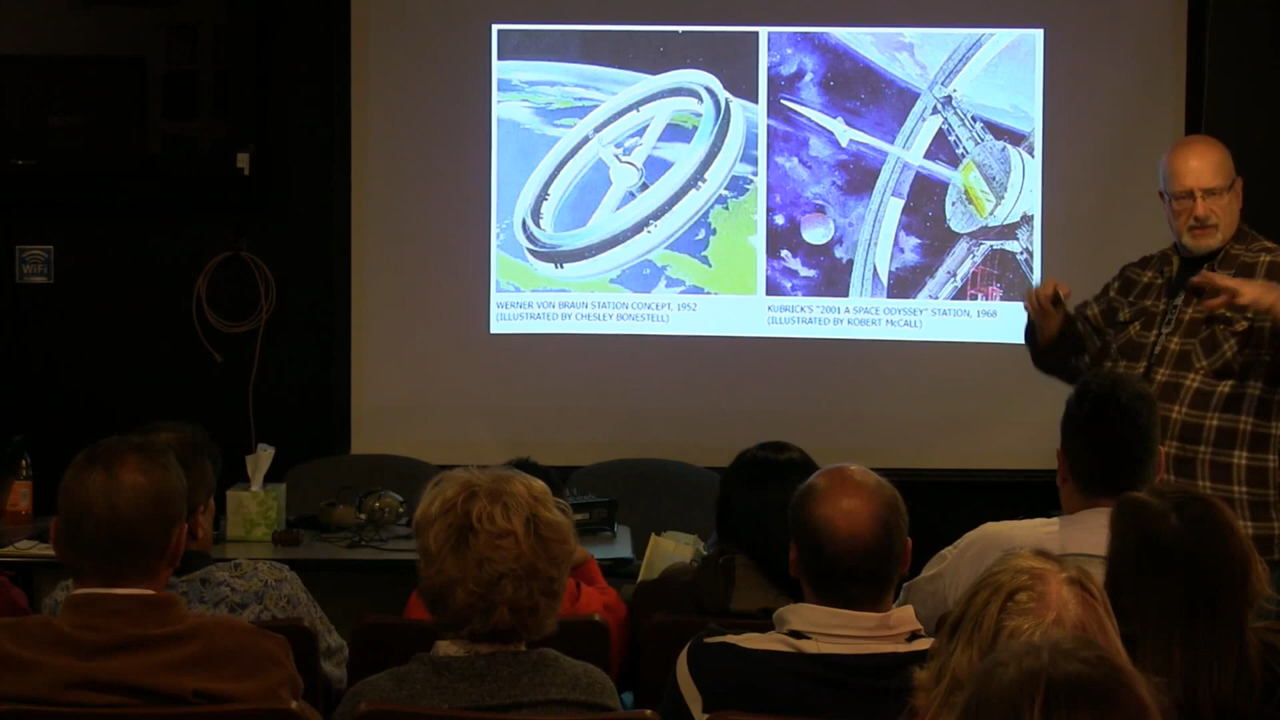 WERNER VON BRAUN STATION CONCEPT, 1952
(ILLUSTRATED BY CHESLEY BONESTELL)
KUBRICK'S "2001 A SPACE ODYSSEY" STATION, 1968
(ILLUSTRATED BY ROBERT McCALL)
WiFi